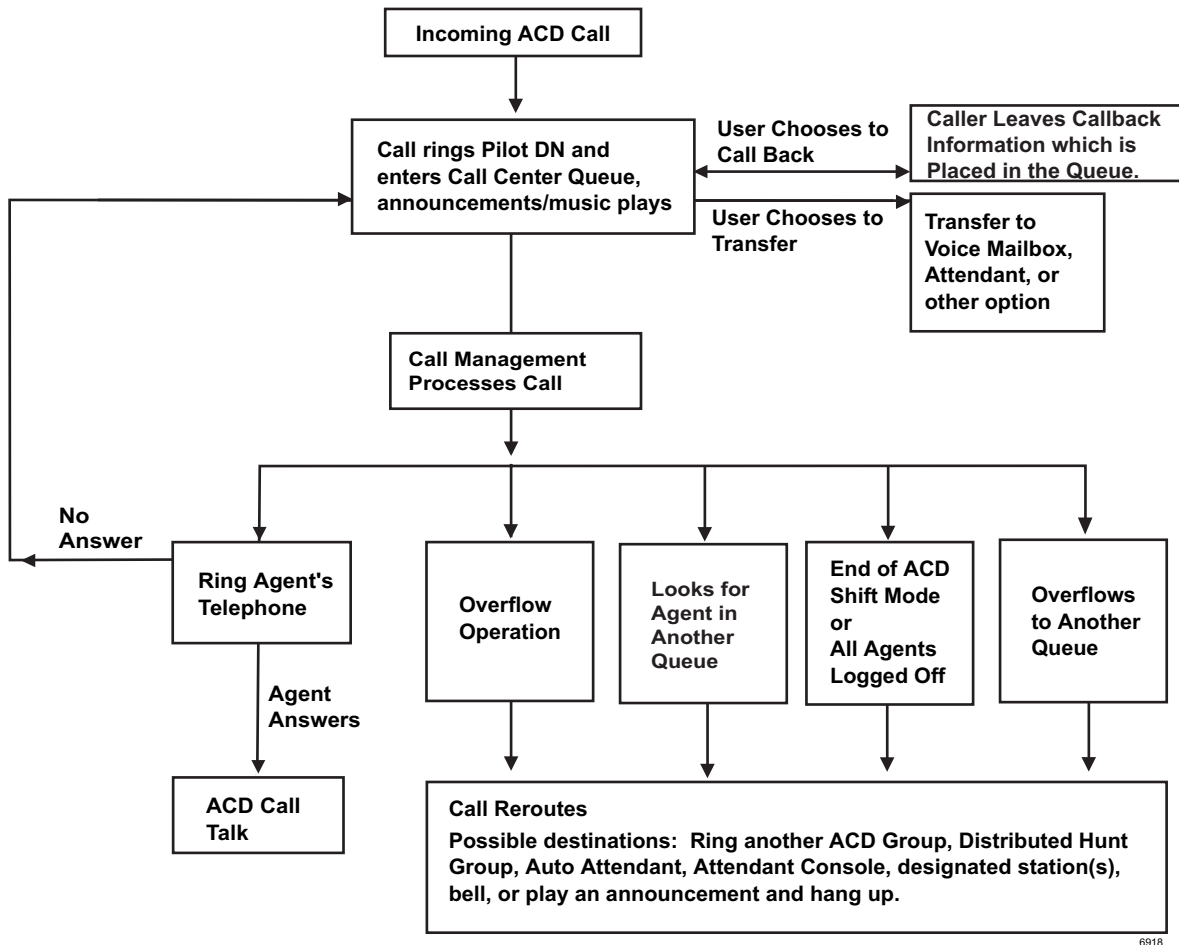 Incoming ACD Call
Call rings Pilot DN and
enters Call Center Queue,
announcements/music plays
User Chooses to
Call Back
Caller Leaves Callback
Information which is
Placed in the Queue.
User Chooses to
Transfer
Transfer to
Voice Mailbox,
Attendant, or
other option
Call Management
Processes Call
No
Answer
Ring Agent's
Telephone
Overflow
Operation
Looks for
Agent in
Another
Queue
End of ACD
Shift Mode
or
All Agents
Logged Off
Overflows
to Another
Queue
Agent
Answers
ACD Call
Talk
Call Reroutes
Possible destinations:  Ring another ACD Group, Distributed Hunt
Group, Auto Attendant, Attendant Console, designated station(s),
bell, or play an announcement and hang up.
6918